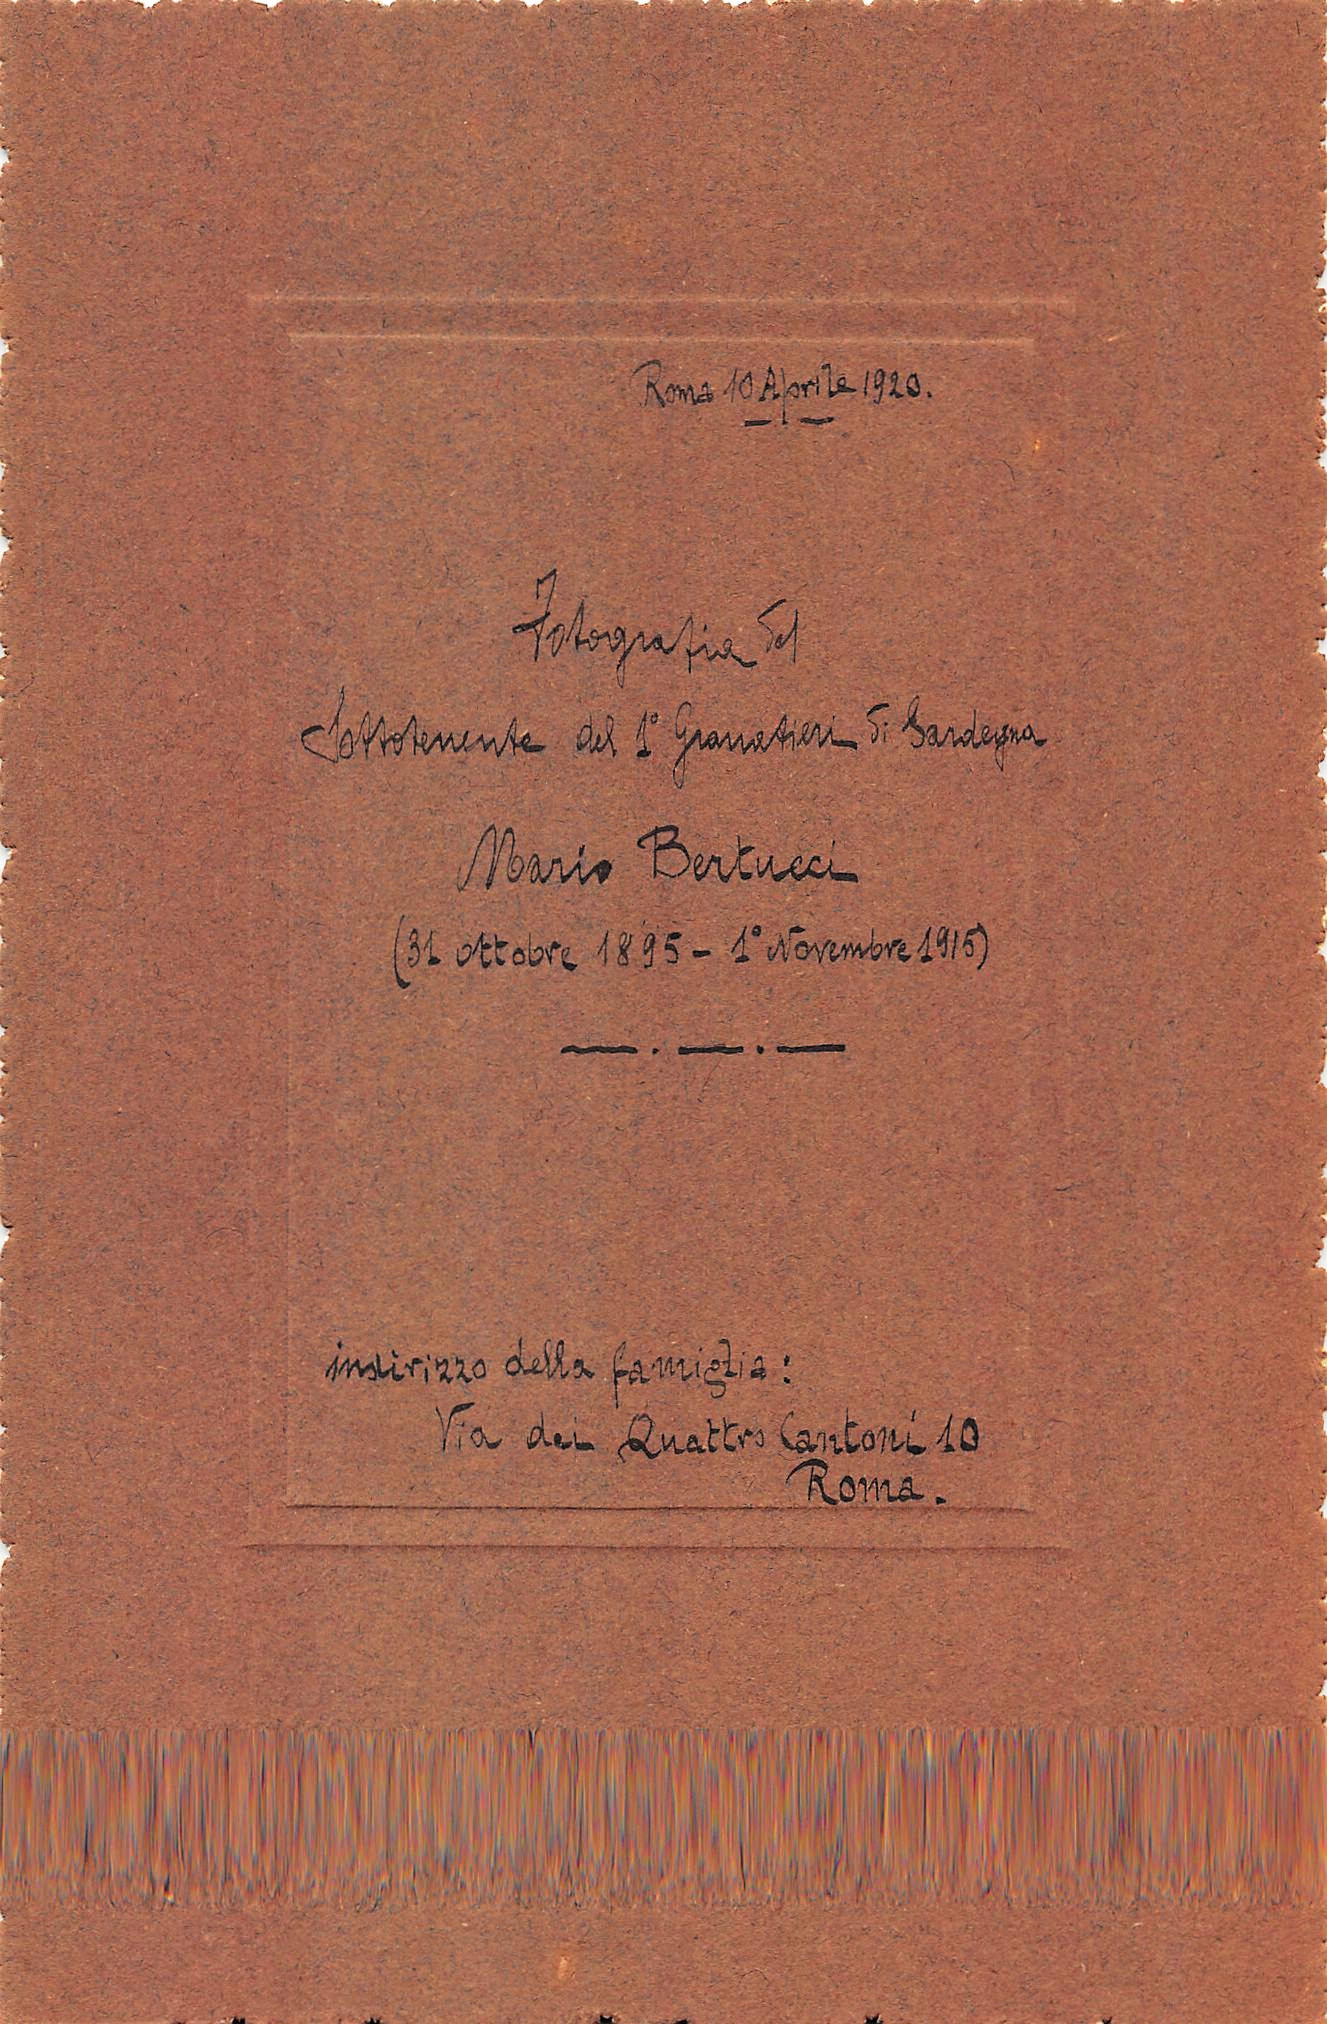 Roma 10 Aprile 1920.
Fotografia del
Sottotenente del 1° Granatieri di Sardegna
Mario Bertucci
(31 ottobre 1895 - 1° Novembre 1915)
indirizzo della famiglia:
Via dei Quattro Cantoni 10
Roma.